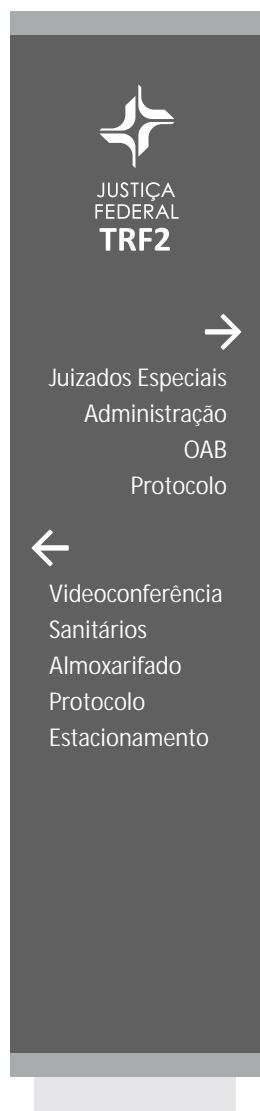 JUSTIÇA
FEDERAL
TRF2
Juizados Especiais
Administração
OAB
Protocolo
Videoconferência
Sanitários
Almoxarifado
Protocolo
Estacionamento